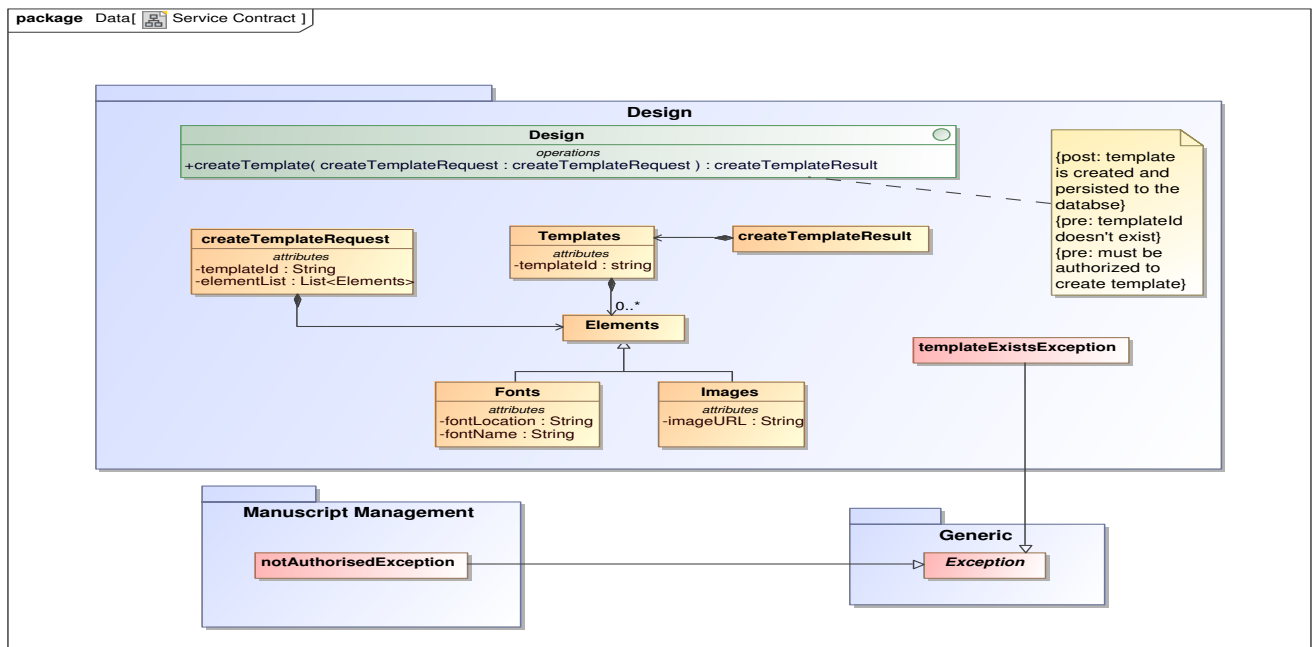 package Data[ Service Contract ]
Design
Design
operations
+createTemplate( createTemplateRequest : createTemplateRequest ) : createTemplateResult
{post: template
is created and
persisted to the
databse}
{pre: templateId
doesn't exist}
{pre: must be
authorized to
create template}
createTemplateRequest
attributes
-templateId : String
-elementList : List<Elements>
Templates
attributes
-templateId : string
createTemplateResult
0..*
Elements
templateExistsException
Fonts
attributes
-fontLocation : String
-fontName : String
Images
attributes
-imageURL : String
Manuscript Management
notAuthorisedException
Generic
Exception